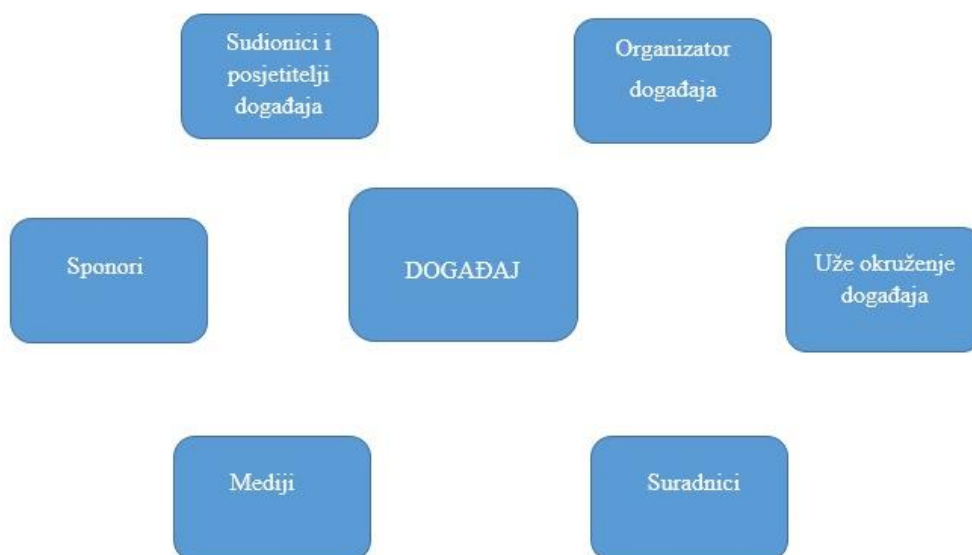 Sudionici i
posjetitelji
događaja
Organizator
događaja
Sponori
DOGAĐAJ
Uže okruženje
događaja
Mediji
Suradnici